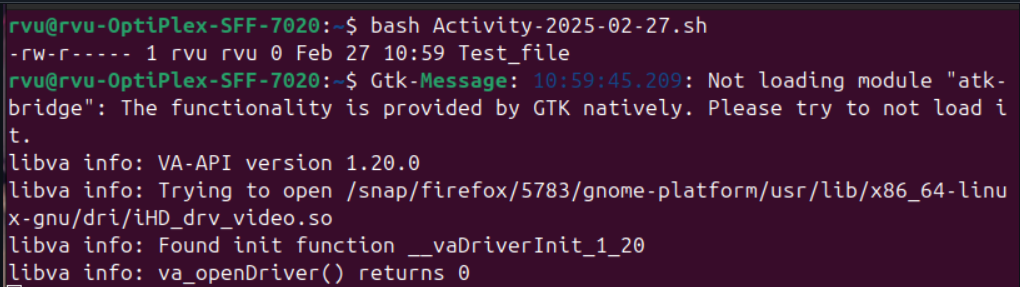 rvu@rvu-OptiPlex-SFF-7020:~$ bash Activity-2025-02-27.sh
-rw-r----- 1 rvu rvu 0 Feb 27 10:59 Test_file
rvu@rvu-OptiPlex-SFF-7020:~$ Gtk-Message: 10:59:45.209: Not loading module "atk-
bridge": The functionality is provided by GTK natively. Please try to not load i
t.
libva info: VA-API version 1.20.0
libva info: Trying to open /snap/firefox/5783/gnome-platform/usr/lib/x86_64-linu
x-gnu/dri/iHD_drv_video.so
libva info: Found init function __vaDriverInit_1_20
libva info: va_openDriver() returns 0